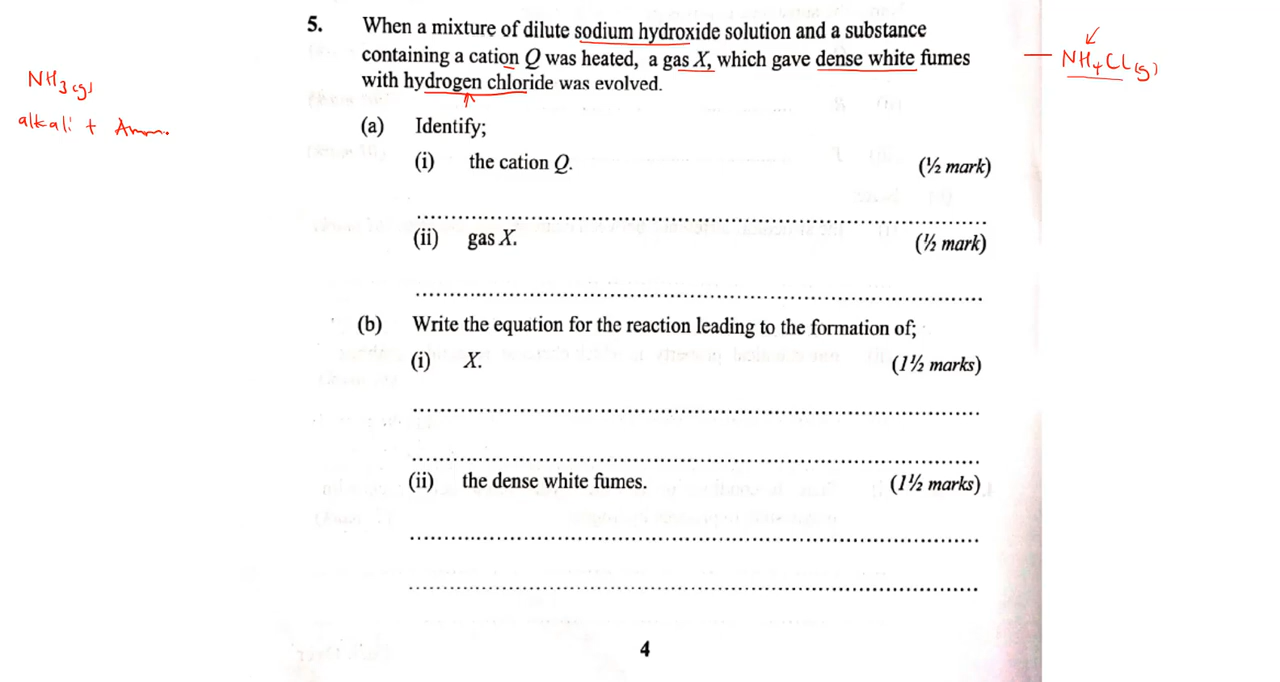 5. When a mixture of dilute sodium hydroxide solution and a substance
containing a cation Q was heated, a gas X, which gave dense white fumes
with hydrogen chloride was evolved.
— NH₄Cl(g)
NH₃(g)
alkali + Amm.
(a) Identify;
(i) the cation Q. (½ mark)
(ii) gas X. (½ mark)
(b) Write the equation for the reaction leading to the formation of;
(i) X. (1½ marks)
(ii) the dense white fumes. (1½ marks)
4